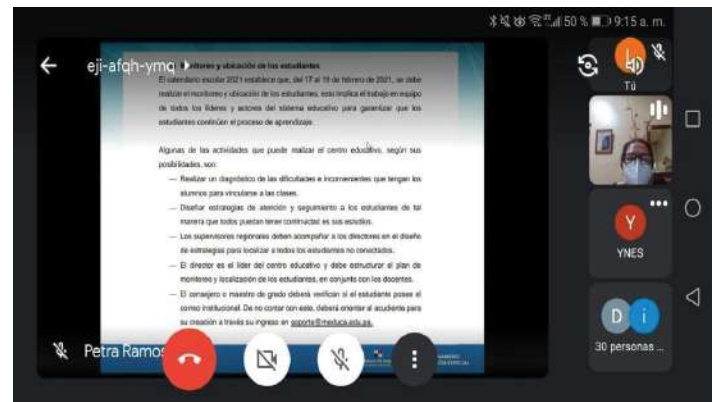 50 % 9:15 a. m.
eji-afqh-ymq
Monitoreo y ubicación de los estudiantes
El calendario escolar 2021 establece que, del 17 al 19 de febrero de 2021, se debe
realizar el monitoreo y ubicación de los estudiantes, esto implica el trabajo en equipo
de todos los líderes y actores del sistema educativo para garantizar que los
estudiantes continúen el proceso de aprendizaje.
Algunas de las actividades que puede realizar el centro educativo, según sus
posibilidades, son:
— Realizar un diagnóstico de las dificultades e inconvenientes que tengan los
alumnos para vincularse a las clases.
— Diseñar estrategias de atención y seguimiento a los estudiantes de tal
manera que todos puedan tener continuidad es sus estudios.
— Los supervisores regionales deben acompañar a los directores en el diseño
de estrategias para localizar a todos los estudiantes no conectados.
— El director es el líder del centro educativo y debe estructurar el plan de
monitoreo y localización de los estudiantes, en conjunto con los docentes.
— El consejero o maestro de grado deberá verificar si el estudiante posee el
correo institucional. De no contar con este, deberá orientar al acudiente para
su creación a través su ingreso en soporte@meduca.edu.pa.
Petra Ramos
Tú
Y
YNES
D i
30 personas ...